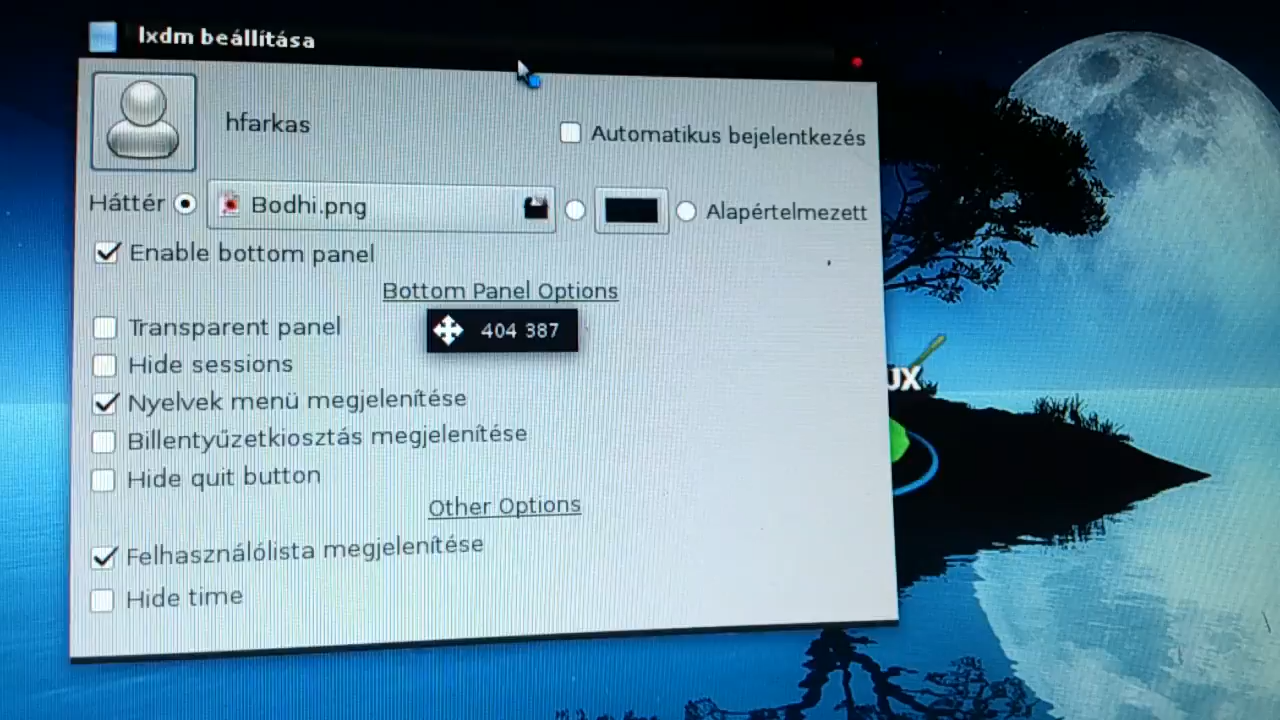 lxdm beállítása
hfarkas
Automatikus bejelentkezés
Háttér Bodhi.png Alapértelmezett
Enable bottom panel
Bottom Panel Options
Transparent panel
404 387
Hide sessions
UX
Nyelvek menü megjelenítése
Billentyűzetkiosztás megjelenítése
Hide quit button
Other Options
Felhasználólista megjelenítése
Hide time